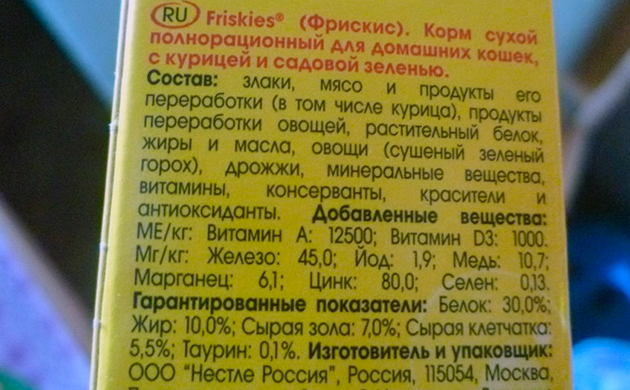 RU Friskies® (Фрискис). Корм сухой
полнорационный для домашних кошек,
с курицей и садовой зеленью.
Состав: злаки, мясо и продукты его
переработки (в том числе курица), продукты
переработки овощей, растительный белок,
жиры и масла, овощи (сушеный зеленый
горох), дрожжи, минеральные вещества,
витамины, консерванты, красители и
антиоксиданты. Добавленные вещества:
МЕ/кг: Витамин А: 12500; Витамин D3: 1000.
Мг/кг: Железо: 45,0; Йод: 1,9; Медь: 10,7;
Марганец: 6,1; Цинк: 80,0; Селен: 0,13.
Гарантированные показатели: Белок: 30,0%;
Жир: 10,0%; Сырая зола: 7,0%; Сырая клетчатка:
5,5%; Таурин: 0,1%. Изготовитель и упаковщик:
ООО "Нестле Россия", Россия, 115054, Москва,